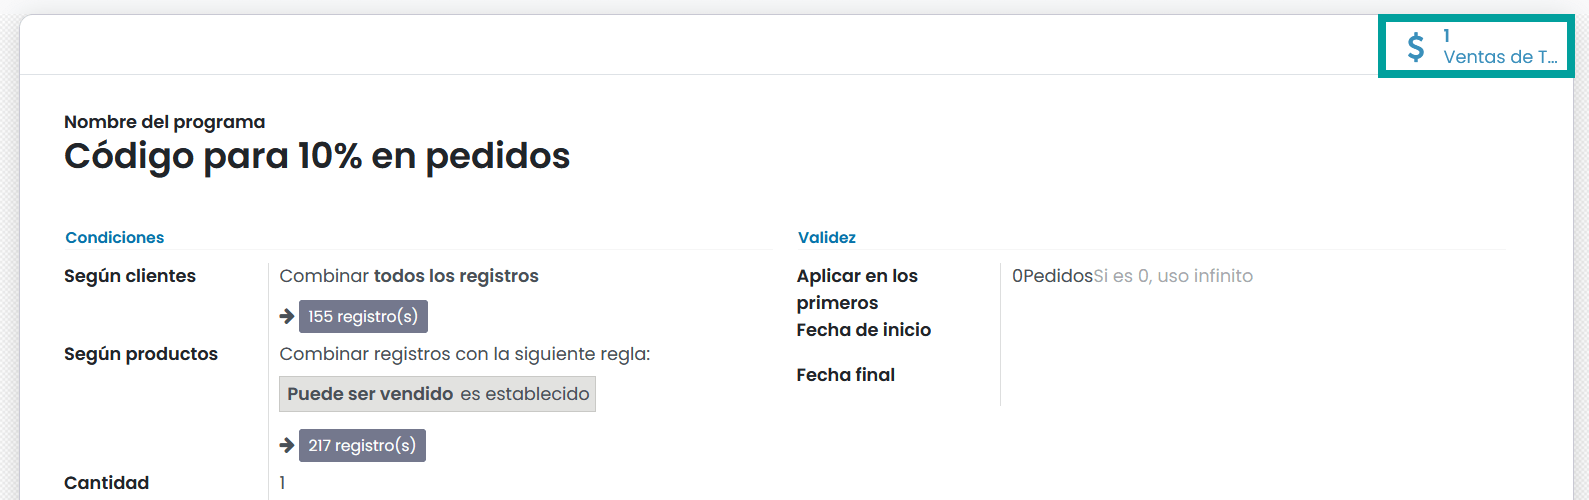 1
Ventas de T...
Nombre del programa
Código para 10% en pedidos
Condiciones
Según clientes
Combinar todos los registros
155 registro(s)
Según productos
Combinar registros con la siguiente regla:
Puede ser vendido es establecido
217 registro(s)
Cantidad
1
Validez
Aplicar en los
primeros
0PedidosSi es 0, uso infinito
Fecha de inicio
Fecha final